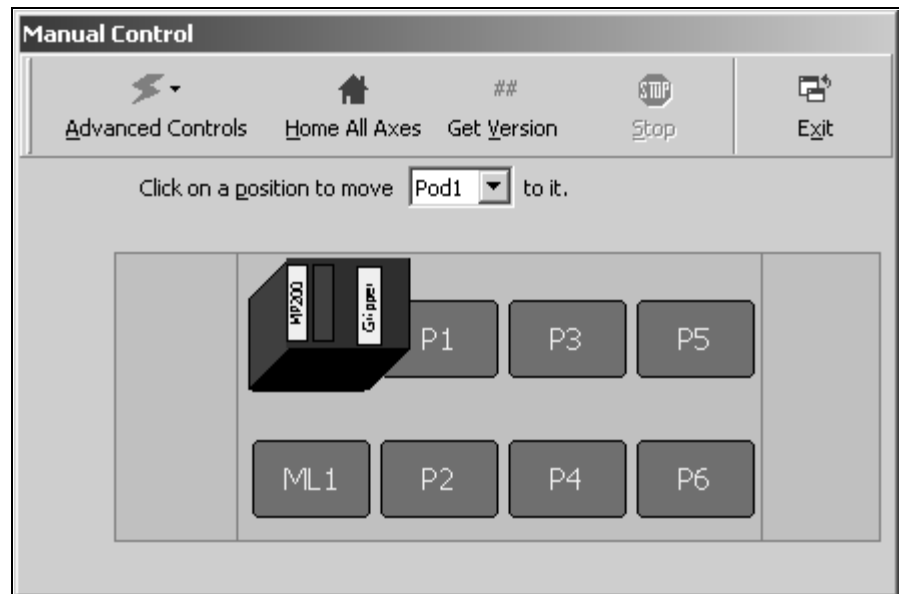 Manual Control
## STOP
Advanced Controls Home All Axes Get Version Stop Exit
Click on a position to move Pod1 to it.
MP200 Gripper
P1 P3 P5
ML1 P2 P4 P6